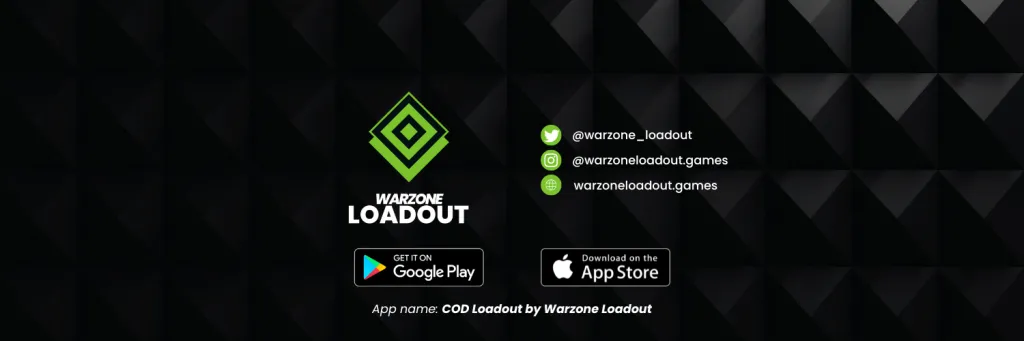 WARZONE
LOADOUT
@warzone_loadout
@warzoneloadout.games
warzoneloadout.games
GET IT ON
Google Play
Download on the
App Store
App name: COD Loadout by Warzone Loadout